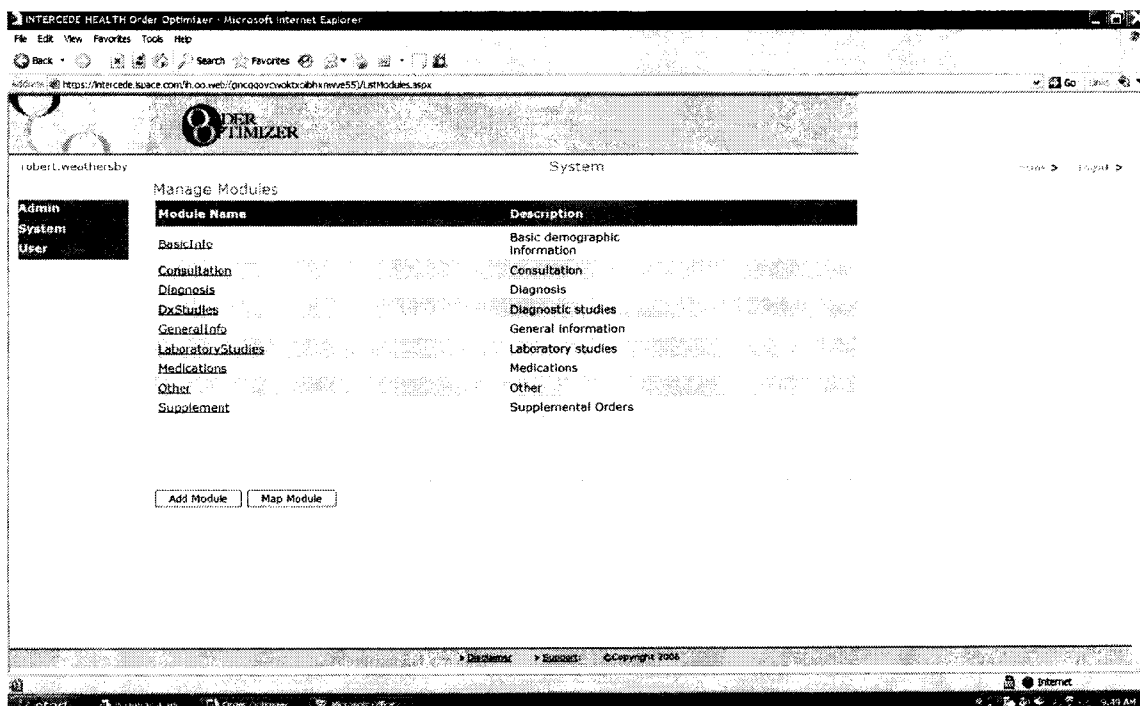 INTERCEDE HEALTH Order Optimizer - Microsoft Internet Explorer
File Edit View Favorites Tools Help
Back Search Favorites
Go
ORDER
OPTIMIZER
robert.weathersby System >  >
Manage Modules
Admin
System
User
Module Name Description
BasicInfo Basic demographic
information
Consultation Consultation
Diagnosis Diagnosis
DxStudies Diagnostic studies
GeneralInfo General Information
LaboratoryStudies Laboratory studies
Medications Medications
Other Other
Supplement Supplemental Orders
Add Module Map Module
Disclaimer Support ©Copyright 2006
Internet
start 9:49 AM